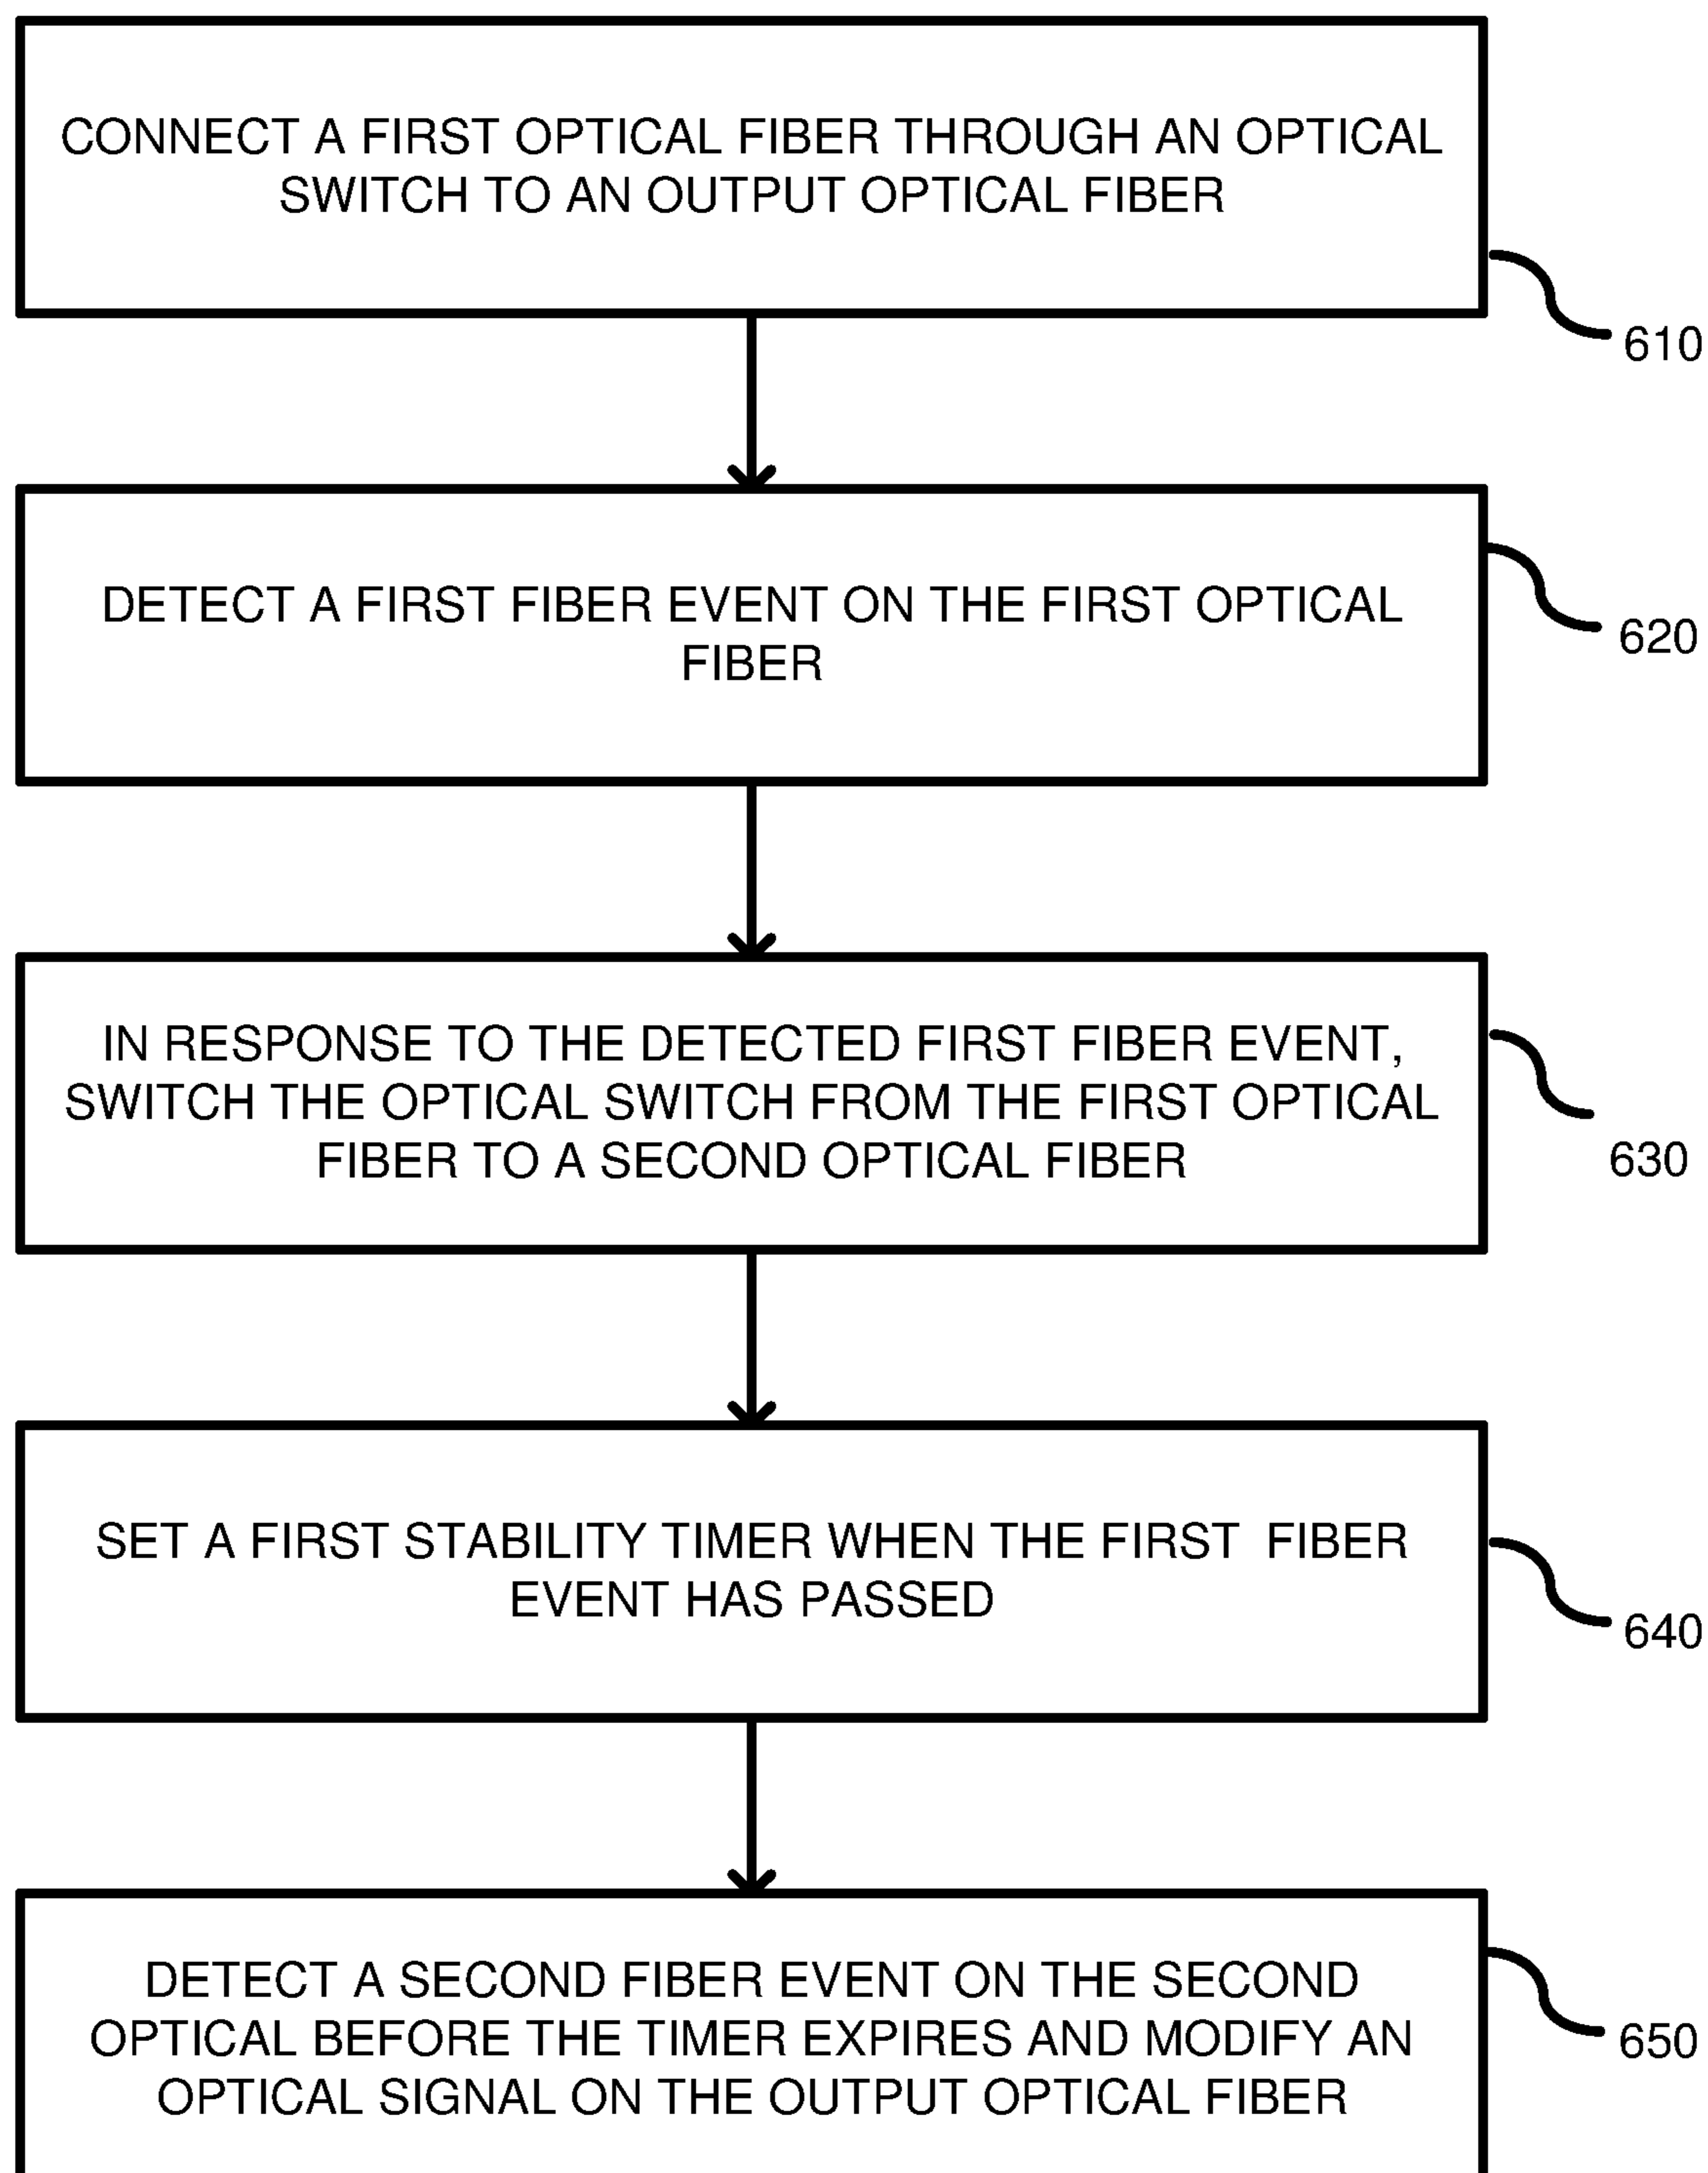 CONNECT A FIRST OPTICAL FIBER THROUGH AN OPTICAL
SWITCH TO AN OUTPUT OPTICAL FIBER
610
DETECT A FIRST FIBER EVENT ON THE FIRST OPTICAL
FIBER
620
IN RESPONSE TO THE DETECTED FIRST FIBER EVENT,
SWITCH THE OPTICAL SWITCH FROM THE FIRST OPTICAL
FIBER TO A SECOND OPTICAL FIBER
630
SET A FIRST STABILITY TIMER WHEN THE FIRST FIBER
EVENT HAS PASSED
640
DETECT A SECOND FIBER EVENT ON THE SECOND
OPTICAL BEFORE THE TIMER EXPIRES AND MODIFY AN
OPTICAL SIGNAL ON THE OUTPUT OPTICAL FIBER
650